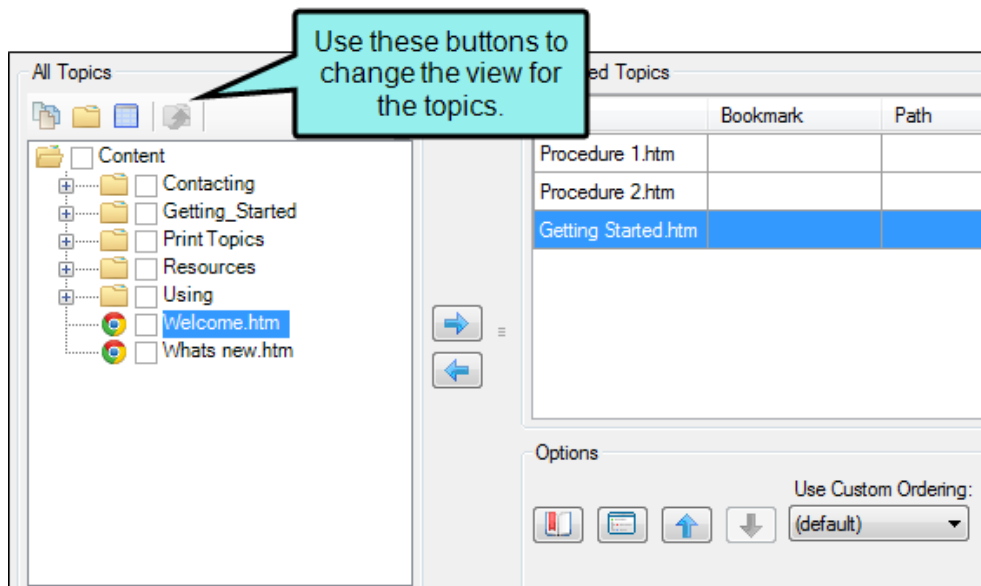 Use these buttons to
change the view for
the topics.
All Topics
ed Topics
Bookmark Path
Content
Contacting
Getting_Started
Print Topics
Resources
Using
Welcome.htm
Whats new.htm
Procedure 1.htm
Procedure 2.htm
Getting Started.htm
Options
Use Custom Ordering:
(default)